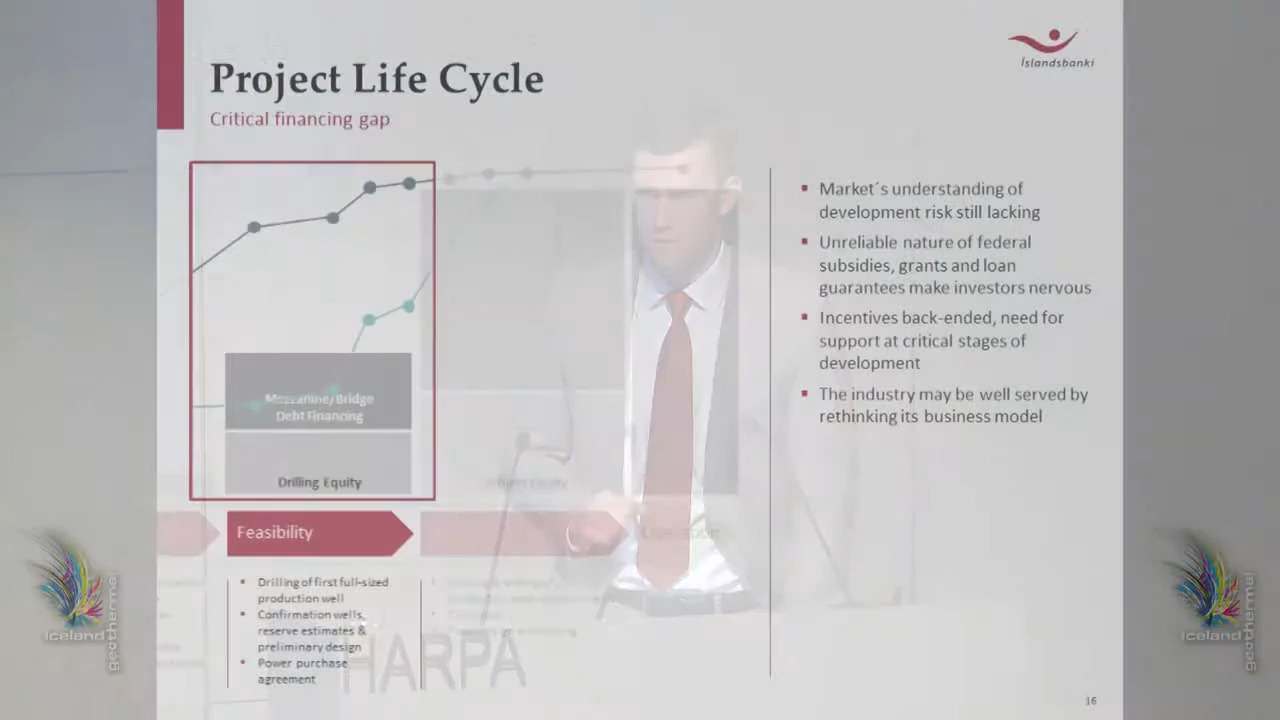 Project Life Cycle
Critical financing gap
Íslandsbanki
Mezzanine/Bridge
Debt Financing
Drilling Equity
Feasibility
Drilling of first full-sized
production well
Confirmation wells,
reserve estimates &
preliminary design
Power purchase
agreement
Market´s understanding of
development risk still lacking
Unreliable nature of federal
subsidies, grants and loan
guarantees make investors nervous
Incentives back-ended, need for
support at critical stages of
development
The industry may be well served by
rethinking its business model
HARPA
iceland
geothermal
iceland
geothermal
16